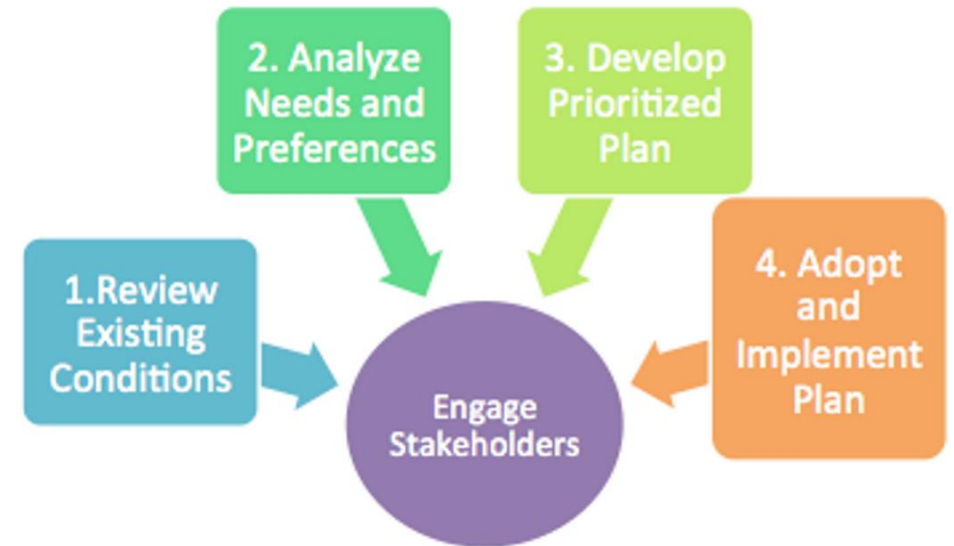 1.Review
Existing
Conditions
2. Analyze
Needs and
Preferences
3. Develop
Prioritized
Plan
4. Adopt
and
Implement
Plan
Engage
Stakeholders